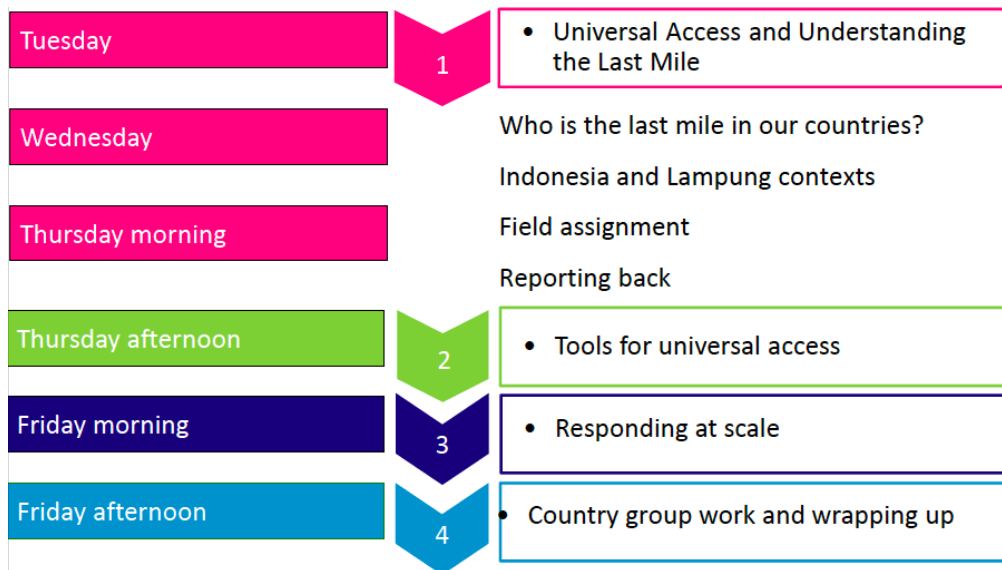 Tuesday
1
• Universal Access and Understanding
the Last Mile
Wednesday
Who is the last mile in our countries?
Indonesia and Lampung contexts
Thursday morning
Field assignment
Reporting back
Thursday afternoon
2
• Tools for universal access
Friday morning
3
• Responding at scale
Friday afternoon
4
• Country group work and wrapping up